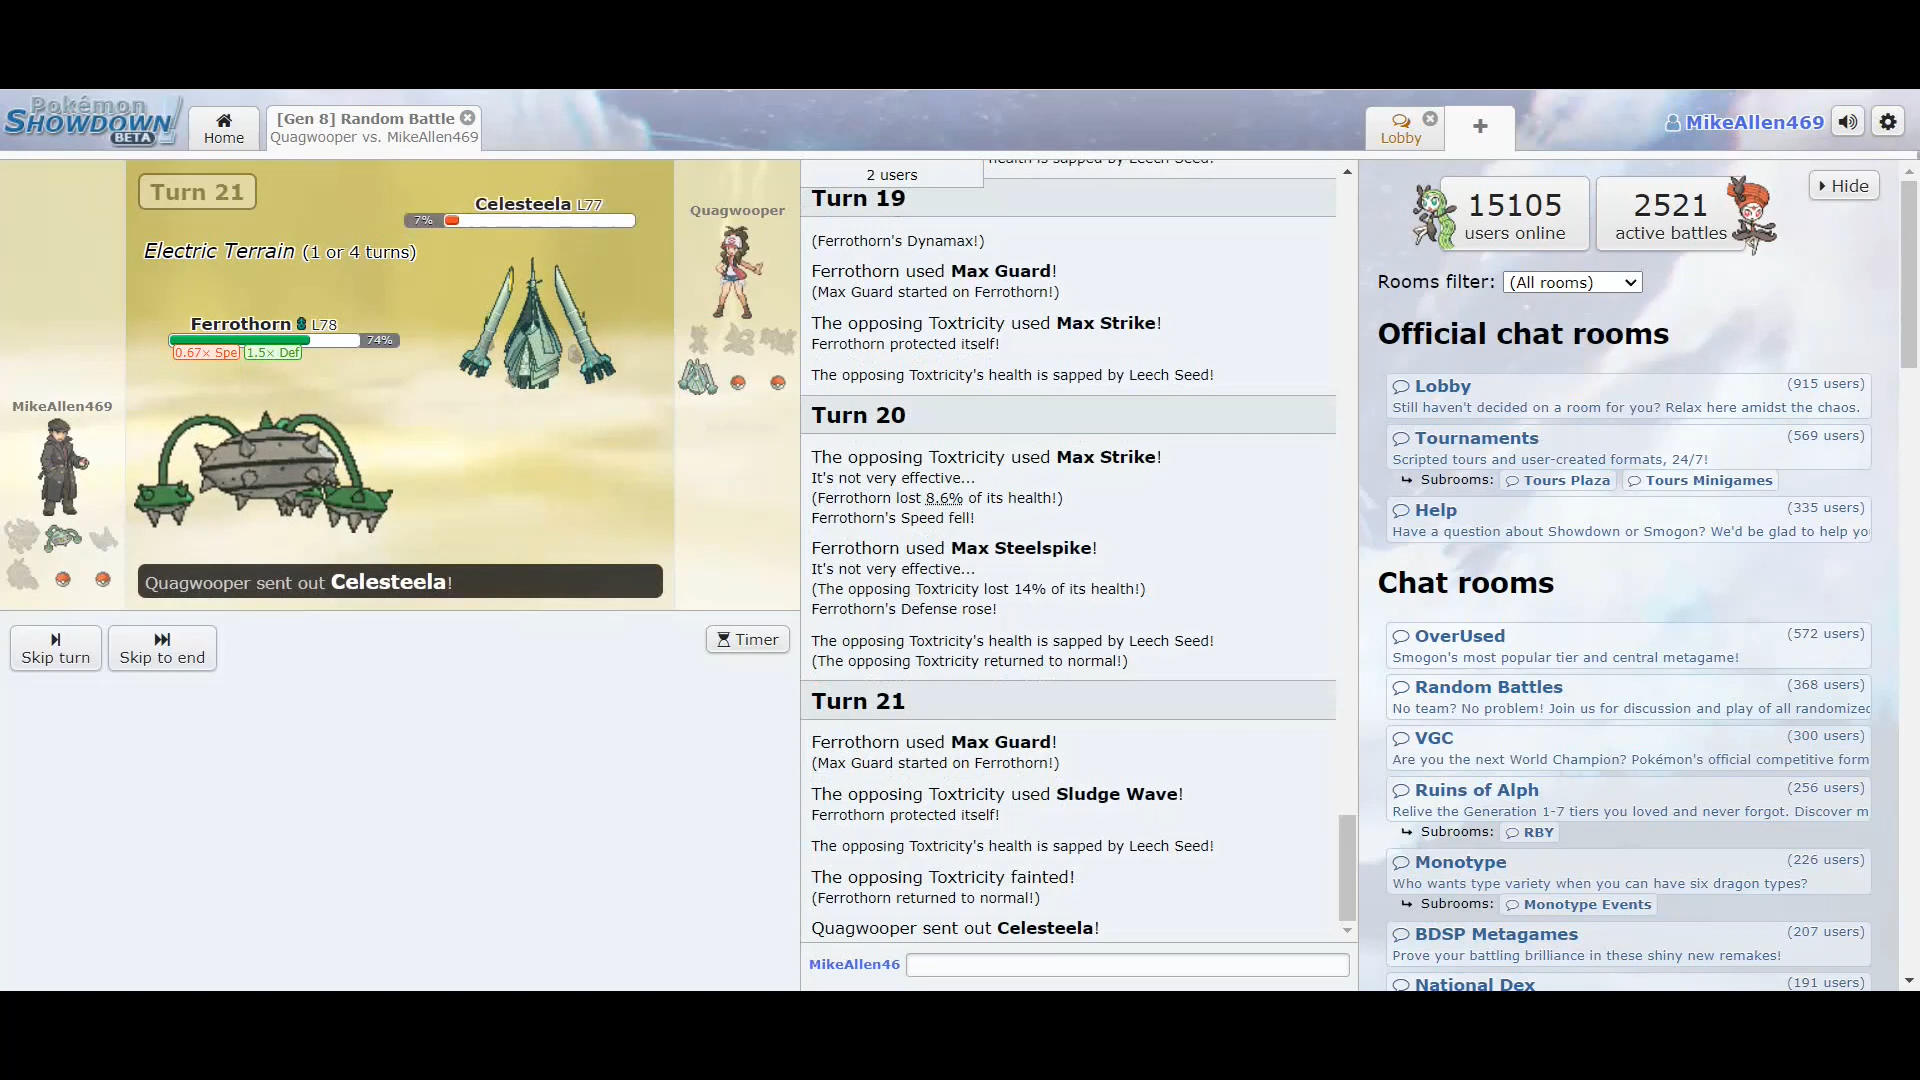 Pokémon
SHOWDOWN
BETA
Home
[Gen 8] Random Battle
Quagwooper vs. MikeAllen469
Lobby
MikeAllen469
Turn 21
Celesteela L77
7%
Electric Terrain (1 or 4 turns)
Ferrothorn L78
74%
0.67× Spe 1.5× Def
Quagwooper
MikeAllen469
Quagwooper sent out Celesteela!
Skip turn
Skip to end
Timer
2 users
health is sapped by Leech Seed!
Turn 19
(Ferrothorn's Dynamax!)
Ferrothorn used Max Guard!
(Max Guard started on Ferrothorn!)
The opposing Toxtricity used Max Strike!
Ferrothorn protected itself!
The opposing Toxtricity's health is sapped by Leech Seed!
Turn 20
The opposing Toxtricity used Max Strike!
It's not very effective...
(Ferrothorn lost 8.6% of its health!)
Ferrothorn's Speed fell!
Ferrothorn used Max Steelspike!
It's not very effective...
(The opposing Toxtricity lost 14% of its health!)
Ferrothorn's Defense rose!
The opposing Toxtricity's health is sapped by Leech Seed!
(The opposing Toxtricity returned to normal!)
Turn 21
Ferrothorn used Max Guard!
(Max Guard started on Ferrothorn!)
The opposing Toxtricity used Sludge Wave!
Ferrothorn protected itself!
The opposing Toxtricity's health is sapped by Leech Seed!
The opposing Toxtricity fainted!
(Ferrothorn returned to normal!)
Quagwooper sent out Celesteela!
MikeAllen46
15105
users online
2521
active battles
Hide
Rooms filter: (All rooms)
Official chat rooms
Lobby (915 users)
Still haven't decided on a room for you? Relax here amidst the chaos.
Tournaments (569 users)
Scripted tours and user-created formats, 24/7!
Subrooms: Tours Plaza Tours Minigames
Help (335 users)
Have a question about Showdown or Smogon? We'd be glad to help yo
Chat rooms
OverUsed (572 users)
Smogon's most popular tier and central metagame!
Random Battles (368 users)
No team? No problem! Join us for discussion and play of all randomized
VGC (300 users)
Are you the next World Champion? Pokémon's official competitive form
Ruins of Alph (256 users)
Relive the Generation 1-7 tiers you loved and never forgot. Discover m
Subrooms: RBY
Monotype (226 users)
Who wants type variety when you can have six dragon types?
Subrooms: Monotype Events
BDSP Metagames (207 users)
Prove your battling brilliance in these shiny new remakes!
National Dex (191 users)